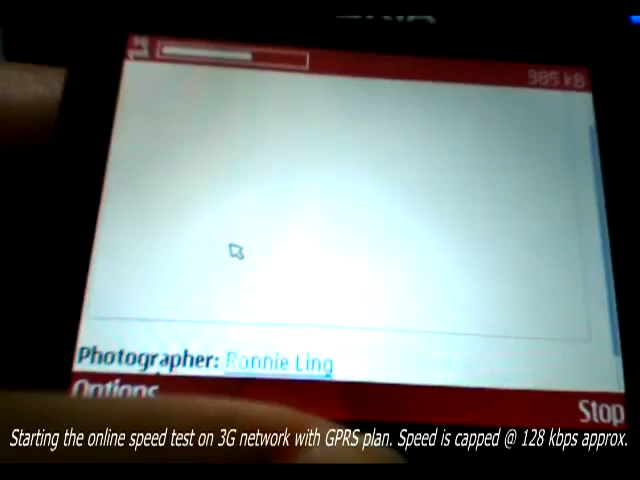 985 kB
Photographer: Ronnie Ling
Options
Stop
Starting the online speed test on 3G network with GPRS plan. Speed is capped @ 128 kbps approx.